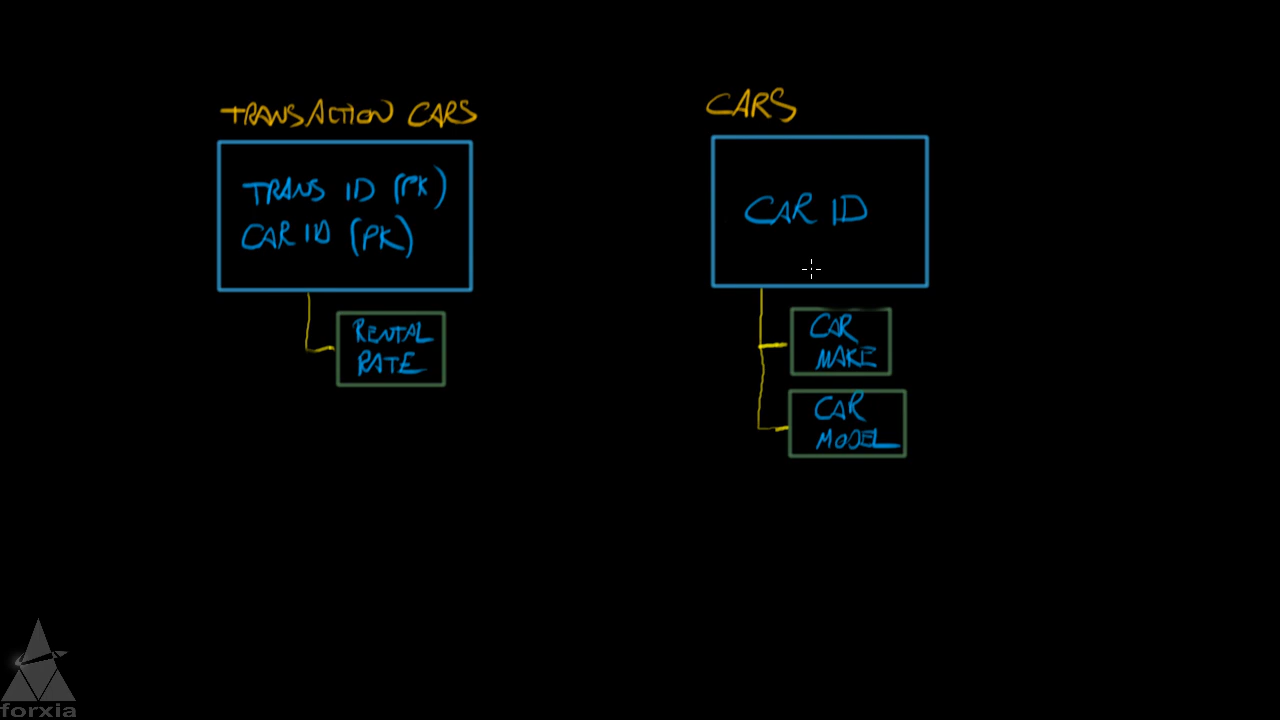 TRANSACTION CARS
TRANS ID (PK)
CAR ID (PK)
RENTAL
RATE
CARS
CAR ID
CAR
MAKE
CAR
MODEL
forxia